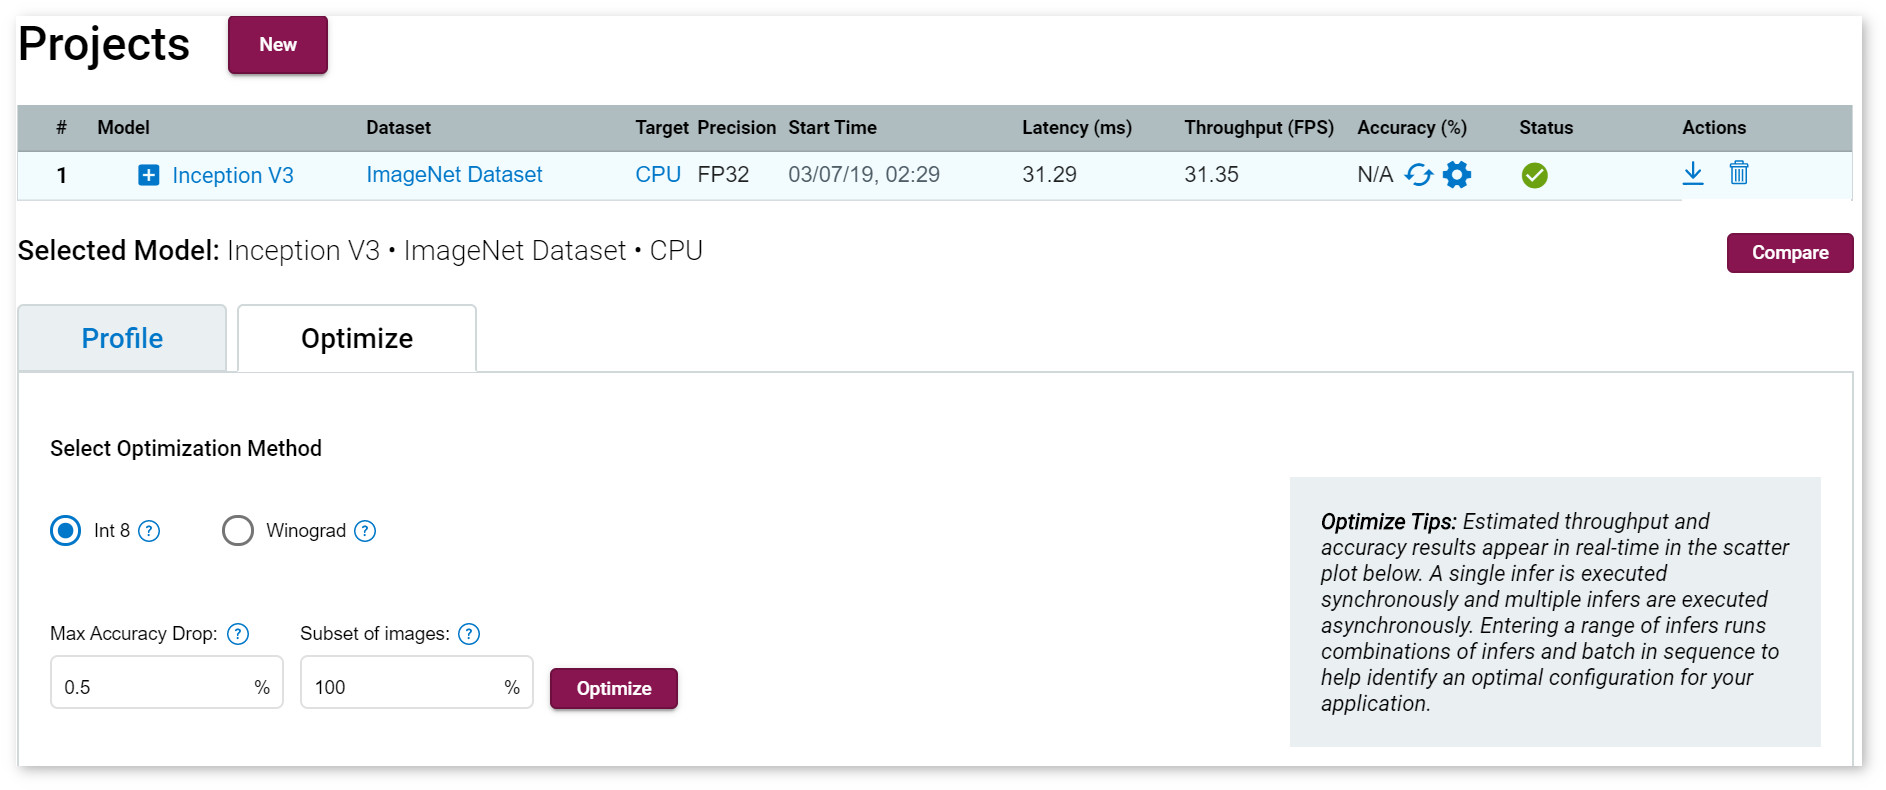 Projects New
# Model Dataset Target Precision Start Time Latency (ms) Throughput (FPS) Accuracy (%) Status Actions
1 Inception V3 ImageNet Dataset CPU FP32 03/07/19, 02:29 31.29 31.35 N/A
Selected Model: Inception V3 • ImageNet Dataset • CPU Compare
Profile Optimize
Select Optimization Method
Int 8 ? Winograd ?
Max Accuracy Drop: ? Subset of images: ?
0.5 % 100 % Optimize
Optimize Tips: Estimated throughput and
accuracy results appear in real-time in the scatter
plot below. A single infer is executed
synchronously and multiple infers are executed
asynchronously. Entering a range of infers runs
combinations of infers and batch in sequence to
help identify an optimal configuration for your
application.